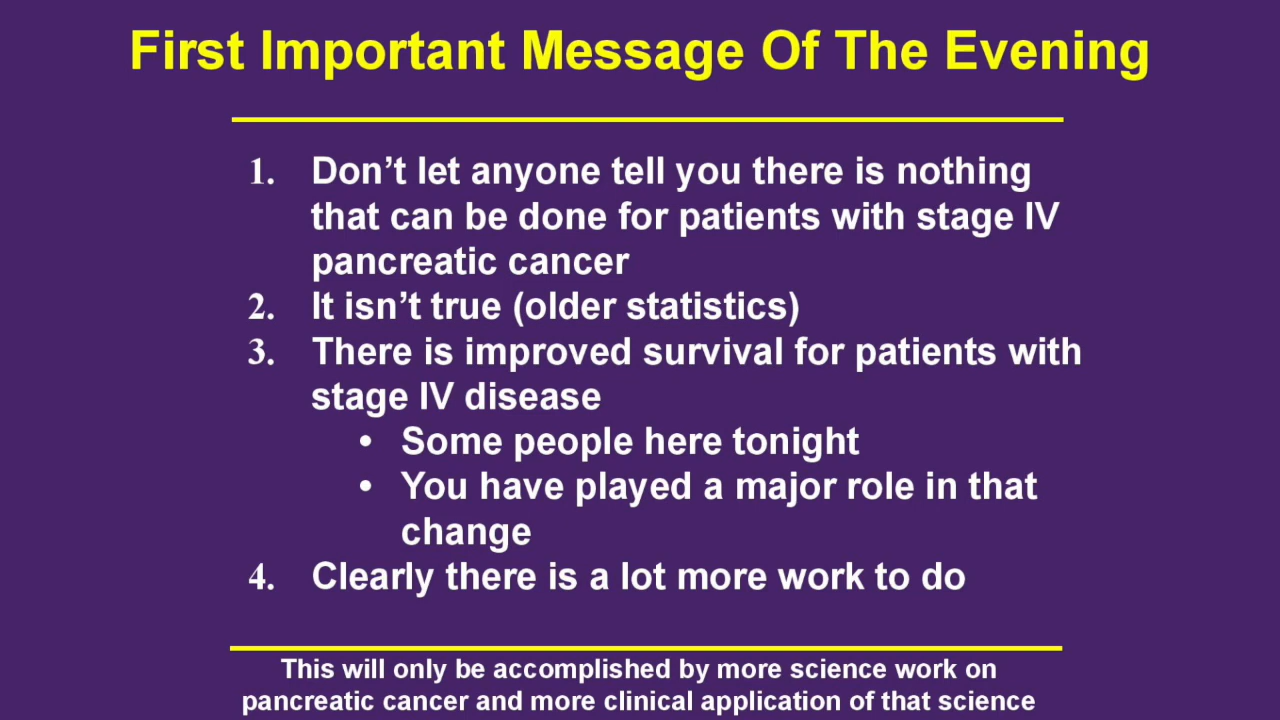 First Important Message Of The Evening
1. Don’t let anyone tell you there is nothing
that can be done for patients with stage IV
pancreatic cancer
2. It isn’t true (older statistics)
3. There is improved survival for patients with
stage IV disease
• Some people here tonight
• You have played a major role in that
change
4. Clearly there is a lot more work to do
This will only be accomplished by more science work on
pancreatic cancer and more clinical application of that science